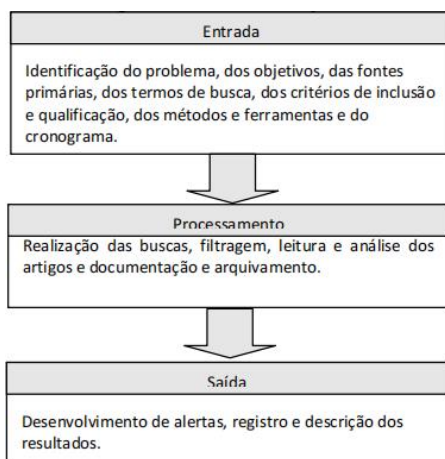 Entrada
Identificação do problema, dos objetivos, das fontes
primárias, dos termos de busca, dos critérios de inclusão
e qualificação, dos métodos e ferramentas e do
cronograma.
Processamento
Realização das buscas, filtragem, leitura e análise dos
artigos e documentação e arquivamento.
Saída
Desenvolvimento de alertas, registro e descrição dos
resultados.